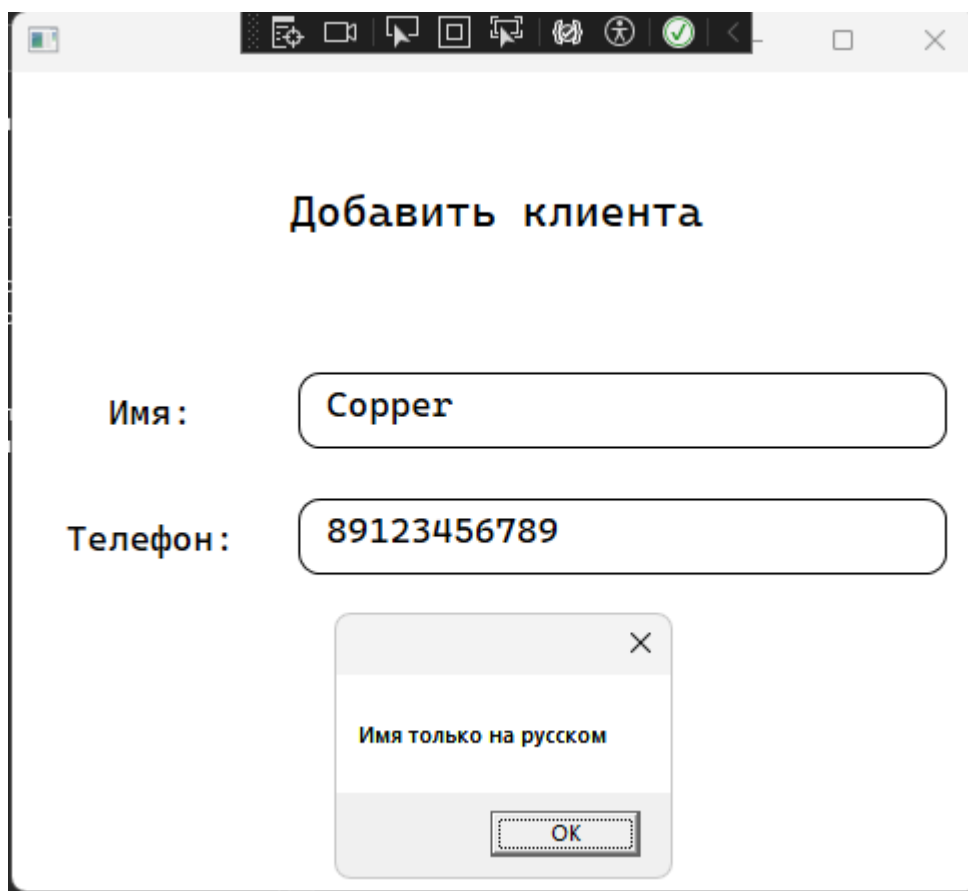 Добавить клиента
Имя:
Copper
Телефон:
89123456789
Имя только на русском
OK